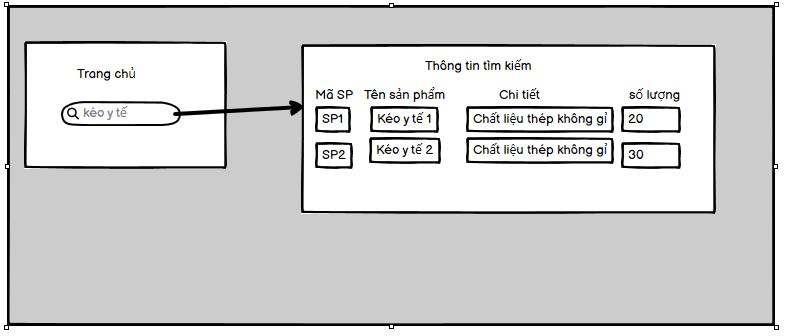 Trang chủ
kéo y tế
Thông tin tìm kiếm
Mã SP Tên sản phẩm Chi tiết số lượng
SP1 Kéo y tế 1 Chất liệu thép không gỉ 20
SP2 Kéo y tế 2 Chất liệu thép không gỉ 30